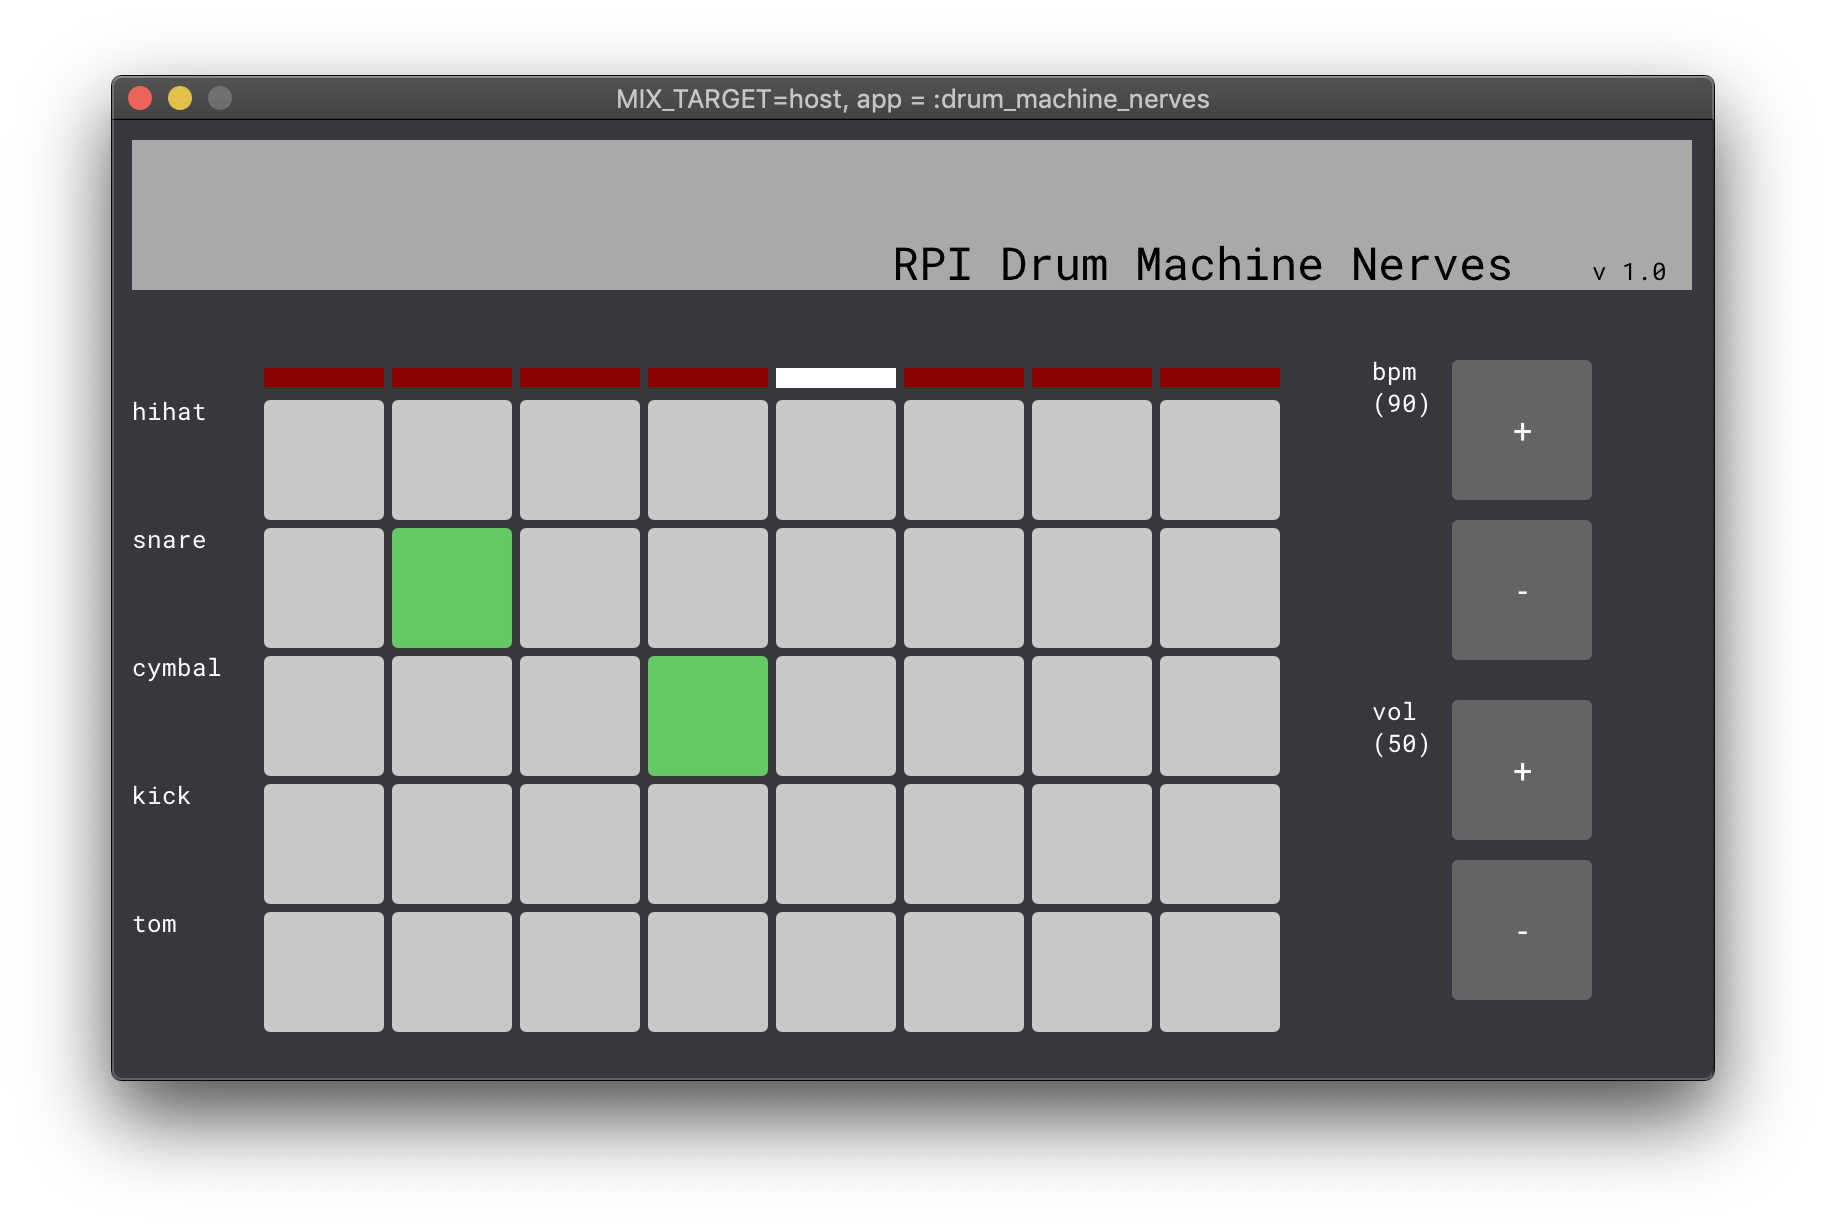 MIX_TARGET=host, app = :drum_machine_nerves
RPI Drum Machine Nerves v 1.0
hihat
snare
cymbal
kick
tom
bpm
(90)
+
-
vol
(50)
+
-